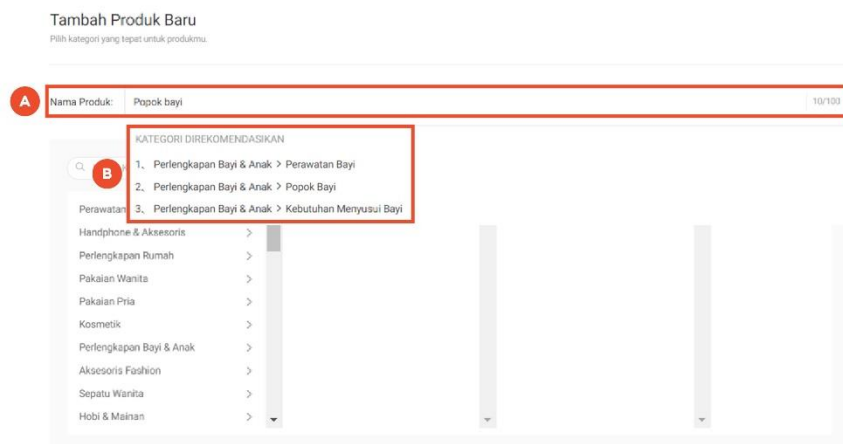 Tambah Produk Baru
Pilih kategori yang tepat untuk produkmu.
A
Nama Produk: Popok bayi 10/100
KATEGORI DIREKOMENDASIKAN
B
1、 Perlengkapan Bayi & Anak > Perawatan Bayi
2、 Perlengkapan Bayi & Anak > Popok Bayi
3、 Perlengkapan Bayi & Anak > Kebutuhan Menyusui Bayi
Perawatan
Handphone & Aksesoris >
Perlengkapan Rumah >
Pakaian Wanita >
Pakaian Pria >
Kosmetik >
Perlengkapan Bayi & Anak >
Aksesoris Fashion >
Sepatu Wanita >
Hobi & Mainan >